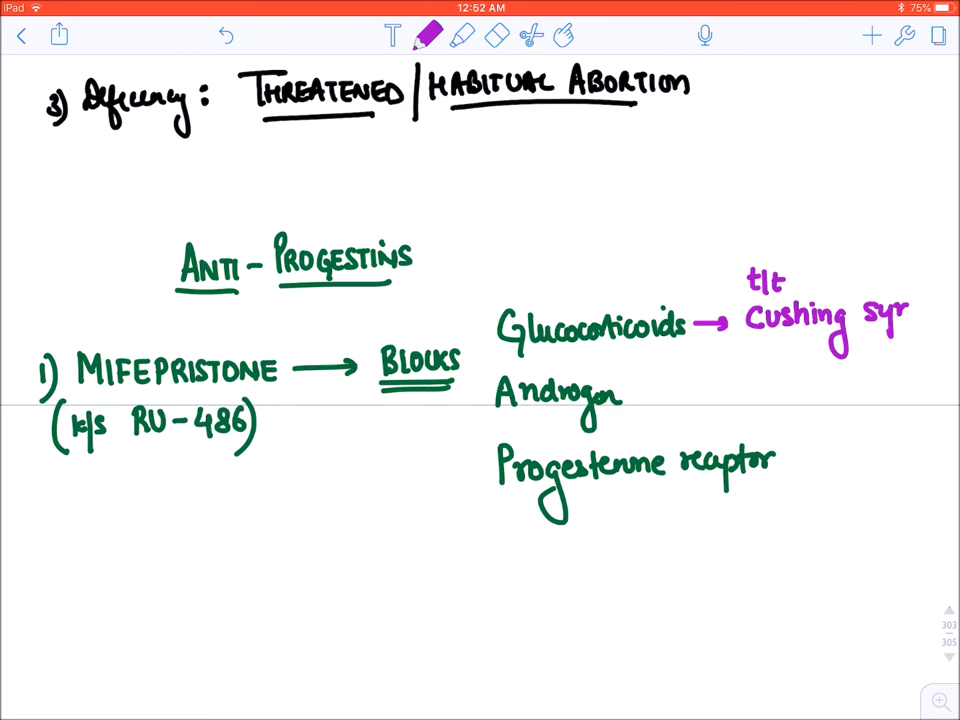 iPad 12:52 AM 75%
T
3) Deficiency: THREATENED / HABITUAL ABORTION
ANTI - PROGESTINS
t/t
Glucocorticoids → Cushing syr
1) MIFEPRISTONE → BLOCKS
Androgen
(k/s RU-486)
Progesterone receptor
303
305